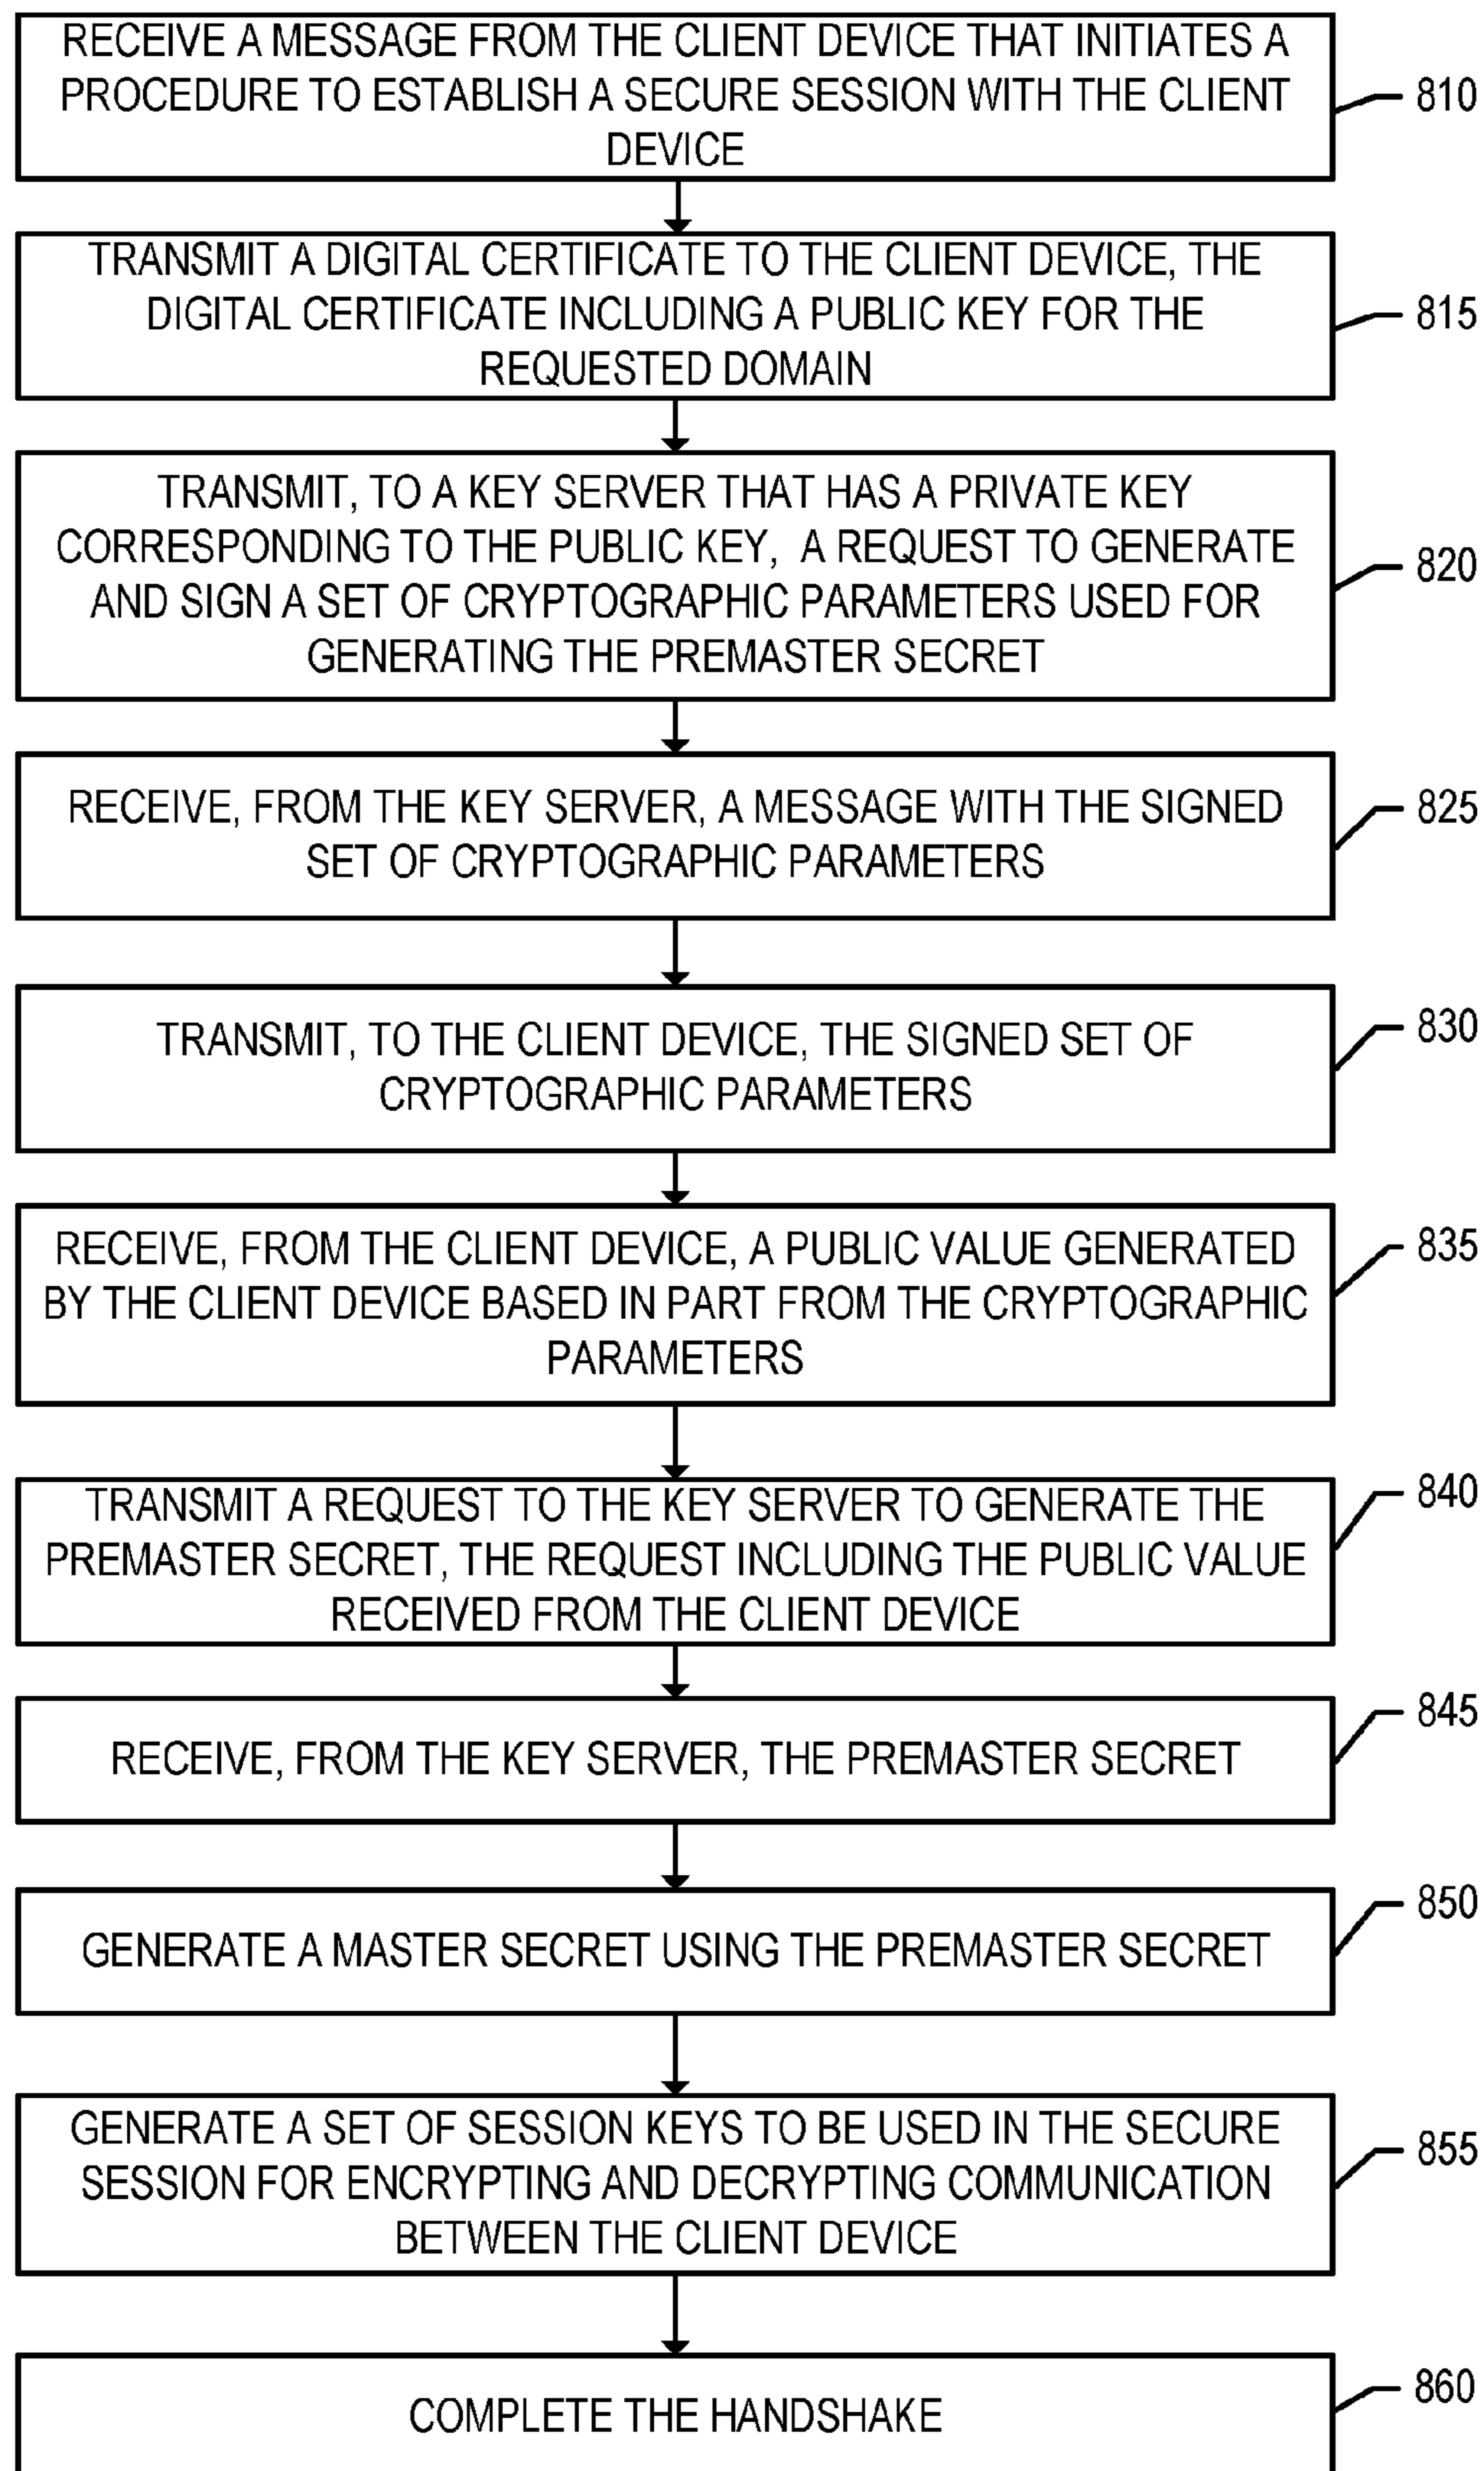 RECEIVE A MESSAGE FROM THE CLIENT DEVICE THAT INITIATES A
PROCEDURE TO ESTABLISH A SECURE SESSION WITH THE CLIENT
DEVICE
810
TRANSMIT A DIGITAL CERTIFICATE TO THE CLIENT DEVICE, THE
DIGITAL CERTIFICATE INCLUDING A PUBLIC KEY FOR THE
REQUESTED DOMAIN
815
TRANSMIT, TO A KEY SERVER THAT HAS A PRIVATE KEY
CORRESPONDING TO THE PUBLIC KEY, A REQUEST TO GENERATE
AND SIGN A SET OF CRYPTOGRAPHIC PARAMETERS USED FOR
GENERATING THE PREMASTER SECRET
820
RECEIVE, FROM THE KEY SERVER, A MESSAGE WITH THE SIGNED
SET OF CRYPTOGRAPHIC PARAMETERS
825
TRANSMIT, TO THE CLIENT DEVICE, THE SIGNED SET OF
CRYPTOGRAPHIC PARAMETERS
830
RECEIVE, FROM THE CLIENT DEVICE, A PUBLIC VALUE GENERATED
BY THE CLIENT DEVICE BASED IN PART FROM THE CRYPTOGRAPHIC
PARAMETERS
835
TRANSMIT A REQUEST TO THE KEY SERVER TO GENERATE THE
PREMASTER SECRET, THE REQUEST INCLUDING THE PUBLIC VALUE
RECEIVED FROM THE CLIENT DEVICE
840
RECEIVE, FROM THE KEY SERVER, THE PREMASTER SECRET
845
GENERATE A MASTER SECRET USING THE PREMASTER SECRET
850
GENERATE A SET OF SESSION KEYS TO BE USED IN THE SECURE
SESSION FOR ENCRYPTING AND DECRYPTING COMMUNICATION
BETWEEN THE CLIENT DEVICE
855
COMPLETE THE HANDSHAKE
860